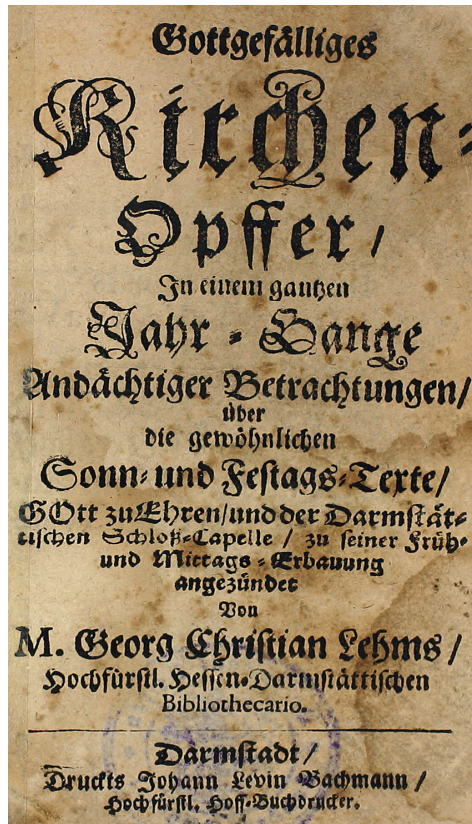 Gottgefälliges
Kirchen-
Opffer/
In einem gantzen
Jahr-Gange
Andächtiger Betrachtungen/
über
die gewöhnlichen
Sonn- und Festags-Texte/
GOtt zu Ehren/und der Darmstät-
tischen Schloß-Capelle / zu seiner Früh-
und Mittags-Erbauung
angezündet
Von
M. Georg Christian Lehms /
Hochfürstl. Hessen-Darmstättischen
Bibliothecario.
Darmstadt/
Druckts Johann Levin Bachmann /
Hochfürstl. Hoff-Buchdrucker.